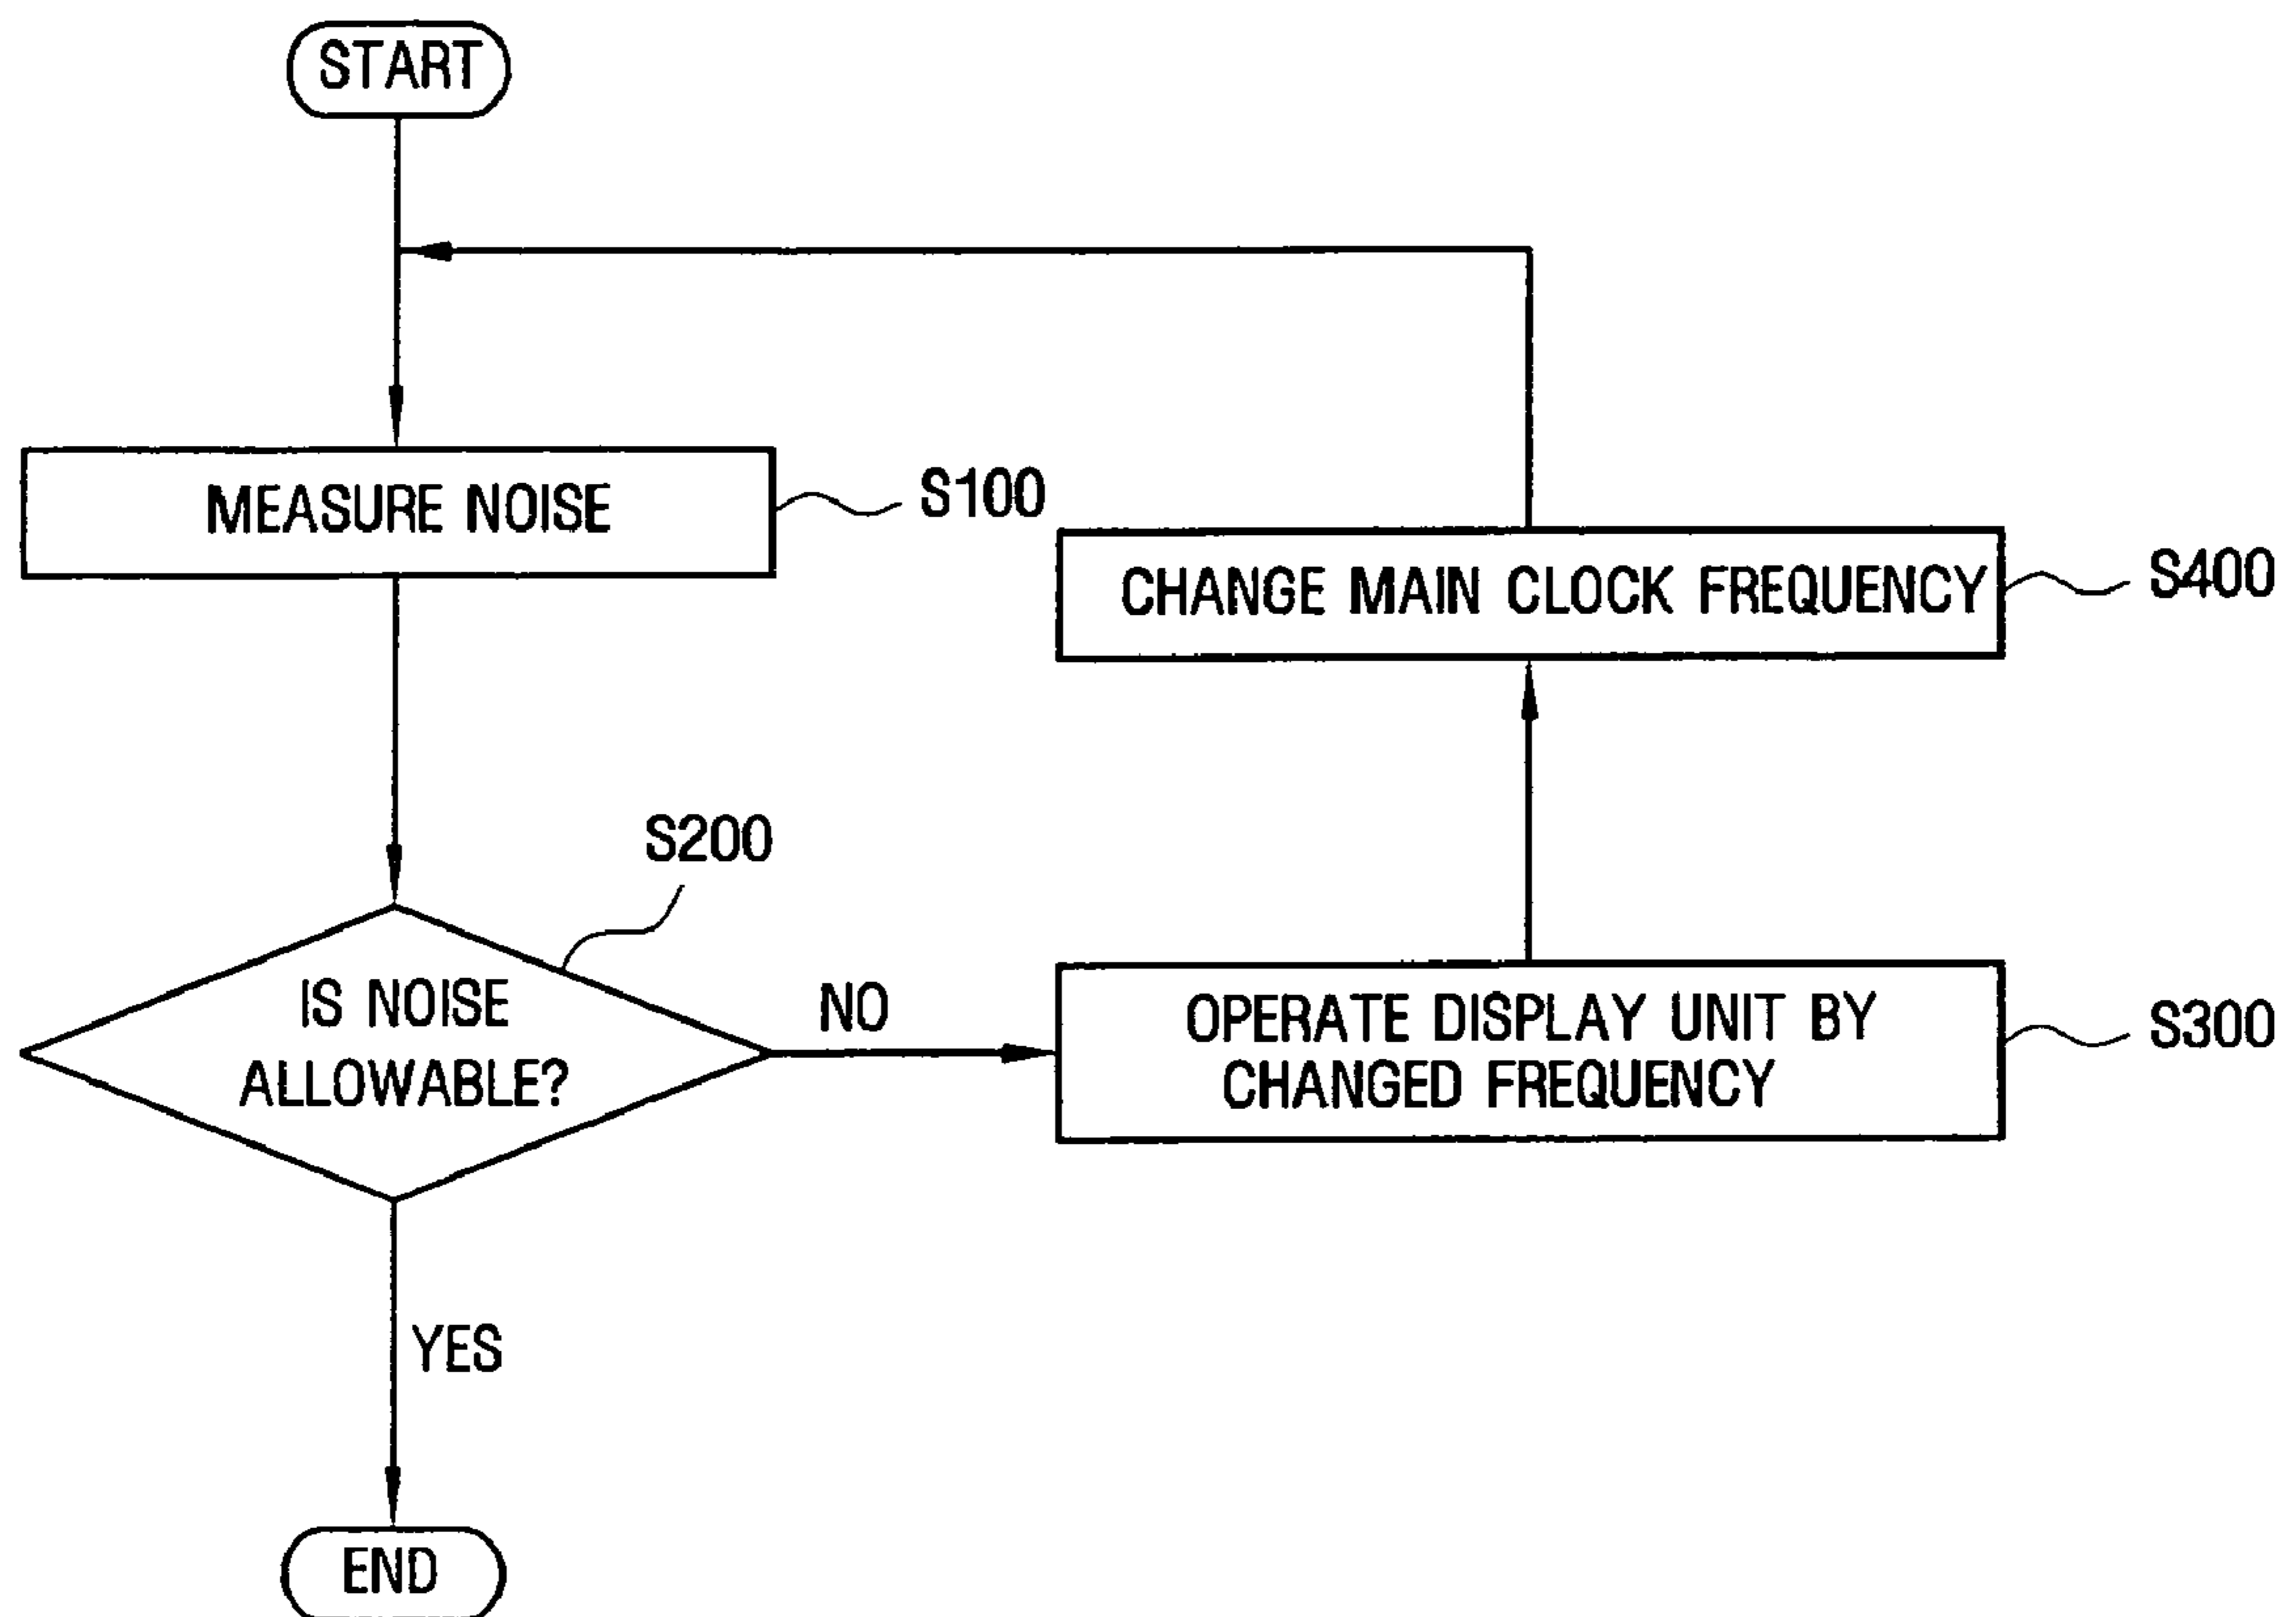 START
MEASURE NOISE
S100
CHANGE MAIN CLOCK FREQUENCY
S400
S200
IS NOISE
ALLOWABLE?
NO
OPERATE DISPLAY UNIT BY
CHANGED FREQUENCY
S300
YES
END